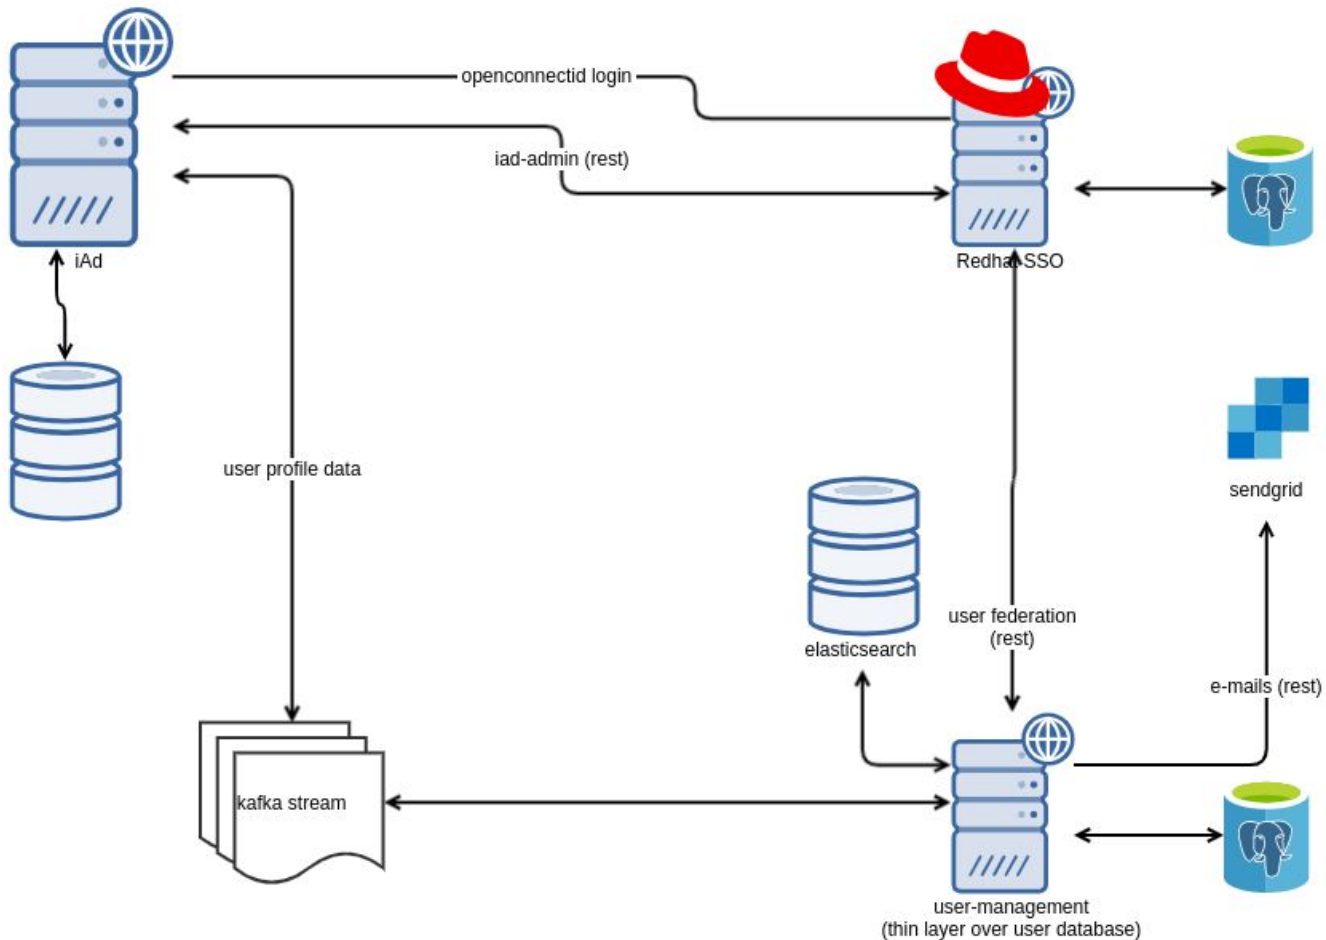 openconnectid login
iad-admin (rest)
iAd
Redhat SSO
user profile data
sendgrid
elasticsearch
user federation
(rest)
e-mails (rest)
kafka stream
user-management
(thin layer over user database)